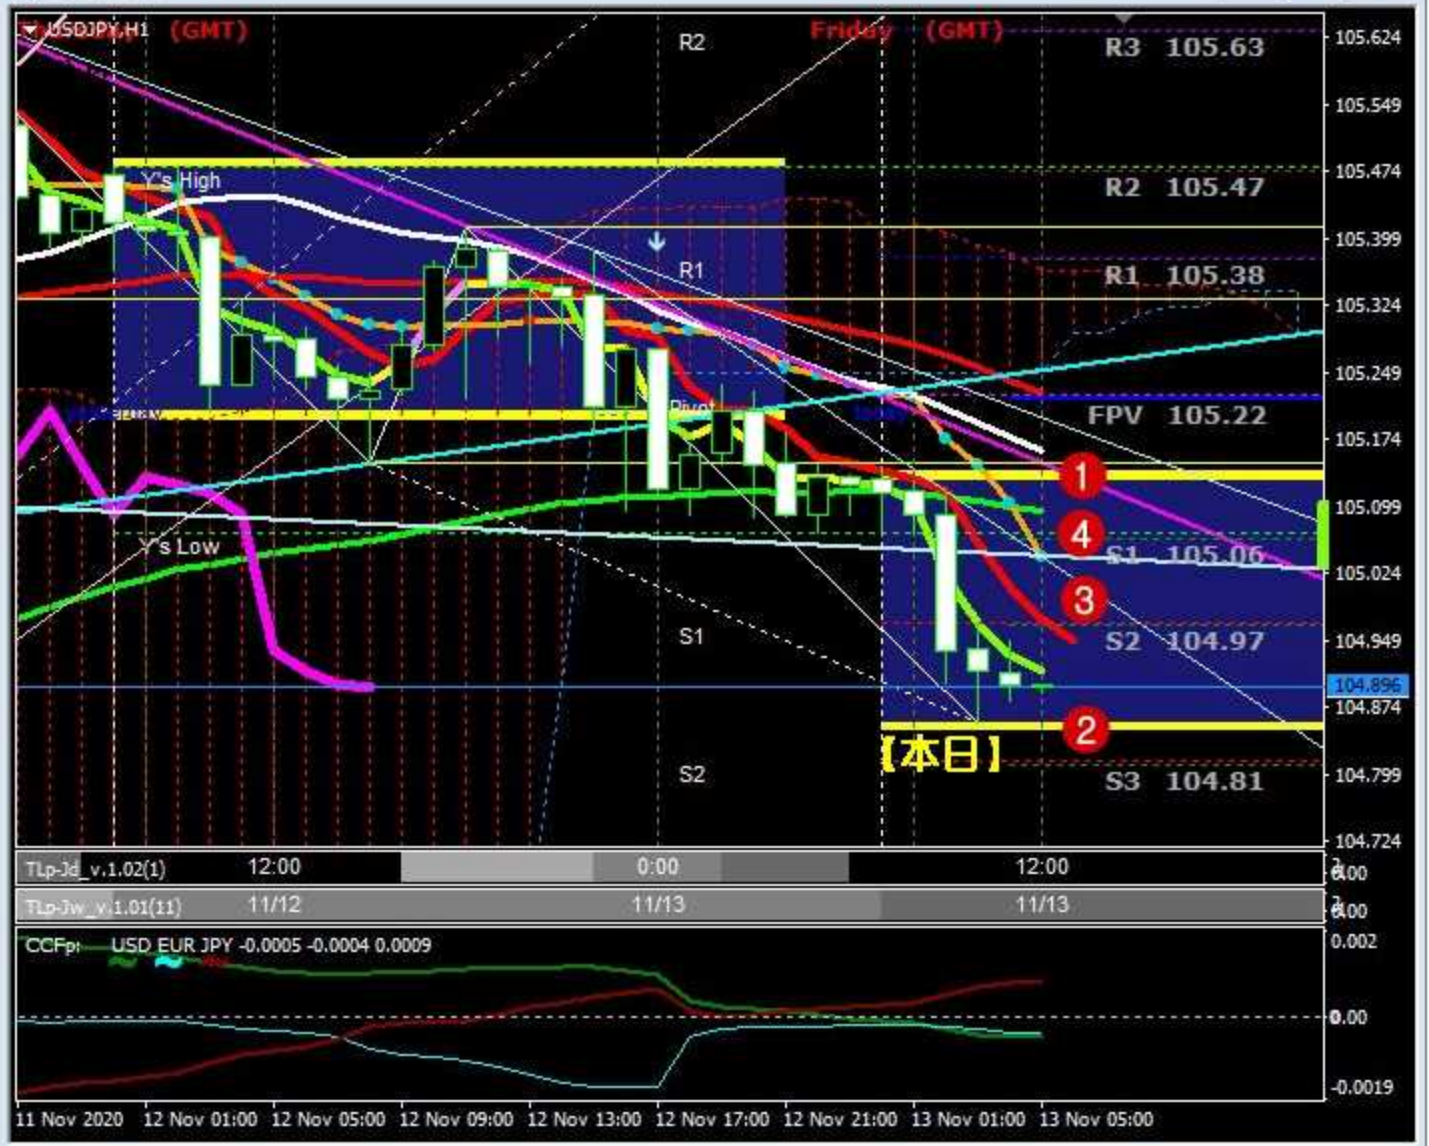 USDJPY,H1
(GMT)
Friday (GMT)
R2
R3 105.63
105.624
105.549
Y's High
105.474
R2 105.47
105.399
R1
R1 105.38
105.324
105.249
Pivot
FPV 105.22
105.174
1
105.099
4
Y's Low
S1 105.06
105.024
3
S1
S2 104.97
104.949
104.896
104.874
2
【本日】
S2
S3 104.81
104.799
104.724
TLp-Jd_v.1.02(1) 12:00 0:00 12:00
TLp-Jw_v.1.01(11) 11/12 11/13 11/13
CCFp: USD EUR JPY -0.0005 -0.0004 0.0009
0.002
0.00
-0.0019
11 Nov 2020 12 Nov 01:00 12 Nov 05:00 12 Nov 09:00 12 Nov 13:00 12 Nov 17:00 12 Nov 21:00 13 Nov 01:00 13 Nov 05:00